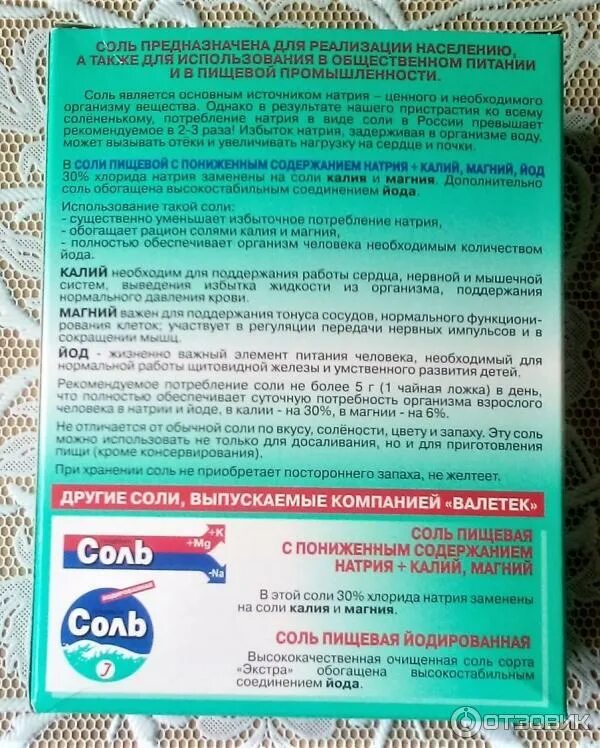 СОЛЬ ПРЕДНАЗНАЧЕНА ДЛЯ РЕАЛИЗАЦИИ НАСЕЛЕНИЮ,
А ТАКЖЕ ДЛЯ ИСПОЛЬЗОВАНИЯ В ОБЩЕСТВЕННОМ ПИТАНИИ
И В ПИЩЕВОЙ ПРОМЫШЛЕННОСТИ.
Соль является основным источником натрия – ценного и необходимого
организму вещества. Однако в результате нашего пристрастия ко всему
солёненькому, потребление натрия в виде соли в России превышает
рекомендуемое в 2-3 раза! Избыток натрия, задерживая в организме воду,
может вызывать отёки и увеличивать нагрузку на сердце и почки.
В СОЛИ ПИЩЕВОЙ С ПОНИЖЕННЫМ СОДЕРЖАНИЕМ НАТРИЯ + КАЛИЙ, МАГНИЙ, ЙОД
30% хлорида натрия заменены на соли калия и магния. Дополнительно
соль обогащена высокостабильным соединением йода.
Использование такой соли:
- существенно уменьшает избыточное потребление натрия,
- обогащает рацион солями калия и магния,
- полностью обеспечивает организм человека необходимым количеством
йода.
КАЛИЙ необходим для поддержания работы сердца, нервной и мышечной
систем, выведения избытка жидкости из организма, поддержания
нормального давления крови.
МАГНИЙ важен для поддержания тонуса сосудов, нормального функциони-
рования клеток; участвует в регуляции передачи нервных импульсов и в
сокращении мышц.
ЙОД - жизненно важный элемент питания человека, необходимый для
нормальной работы щитовидной железы и умственного развития детей.
Рекомендуемое потребление соли не более 5 г (1 чайная ложка) в день,
что полностью обеспечивает суточную потребность организма взрослого
человека в натрии и йоде, в калии - на 30%, в магнии - на 6%.
Не отличается от обычной соли по вкусу, солёности, цвету и запаху. Эту соль
можно использовать не только для досаливания, но и для приготовления
пищи (кроме консервирования).
При хранении соль не приобретает постороннего запаха, не желтеет.
ДРУГИЕ СОЛИ, ВЫПУСКАЕМЫЕ КОМПАНИЕЙ «ВАЛЕТЕК»
Соль
+K
+Mg
-Na
СОЛЬ ПИЩЕВАЯ
С ПОНИЖЕННЫМ СОДЕРЖАНИЕМ
НАТРИЯ + КАЛИЙ, МАГНИЙ
В этой соли 30% хлорида натрия заменены
на соли калия и магния.
ЙОДИРОВАННАЯ
Соль
J
СОЛЬ ПИЩЕВАЯ ЙОДИРОВАННАЯ
Высококачественная очищенная соль сорта
«Экстра» обогащена высокостабильным
соединением йода.
ОТЗОВИК